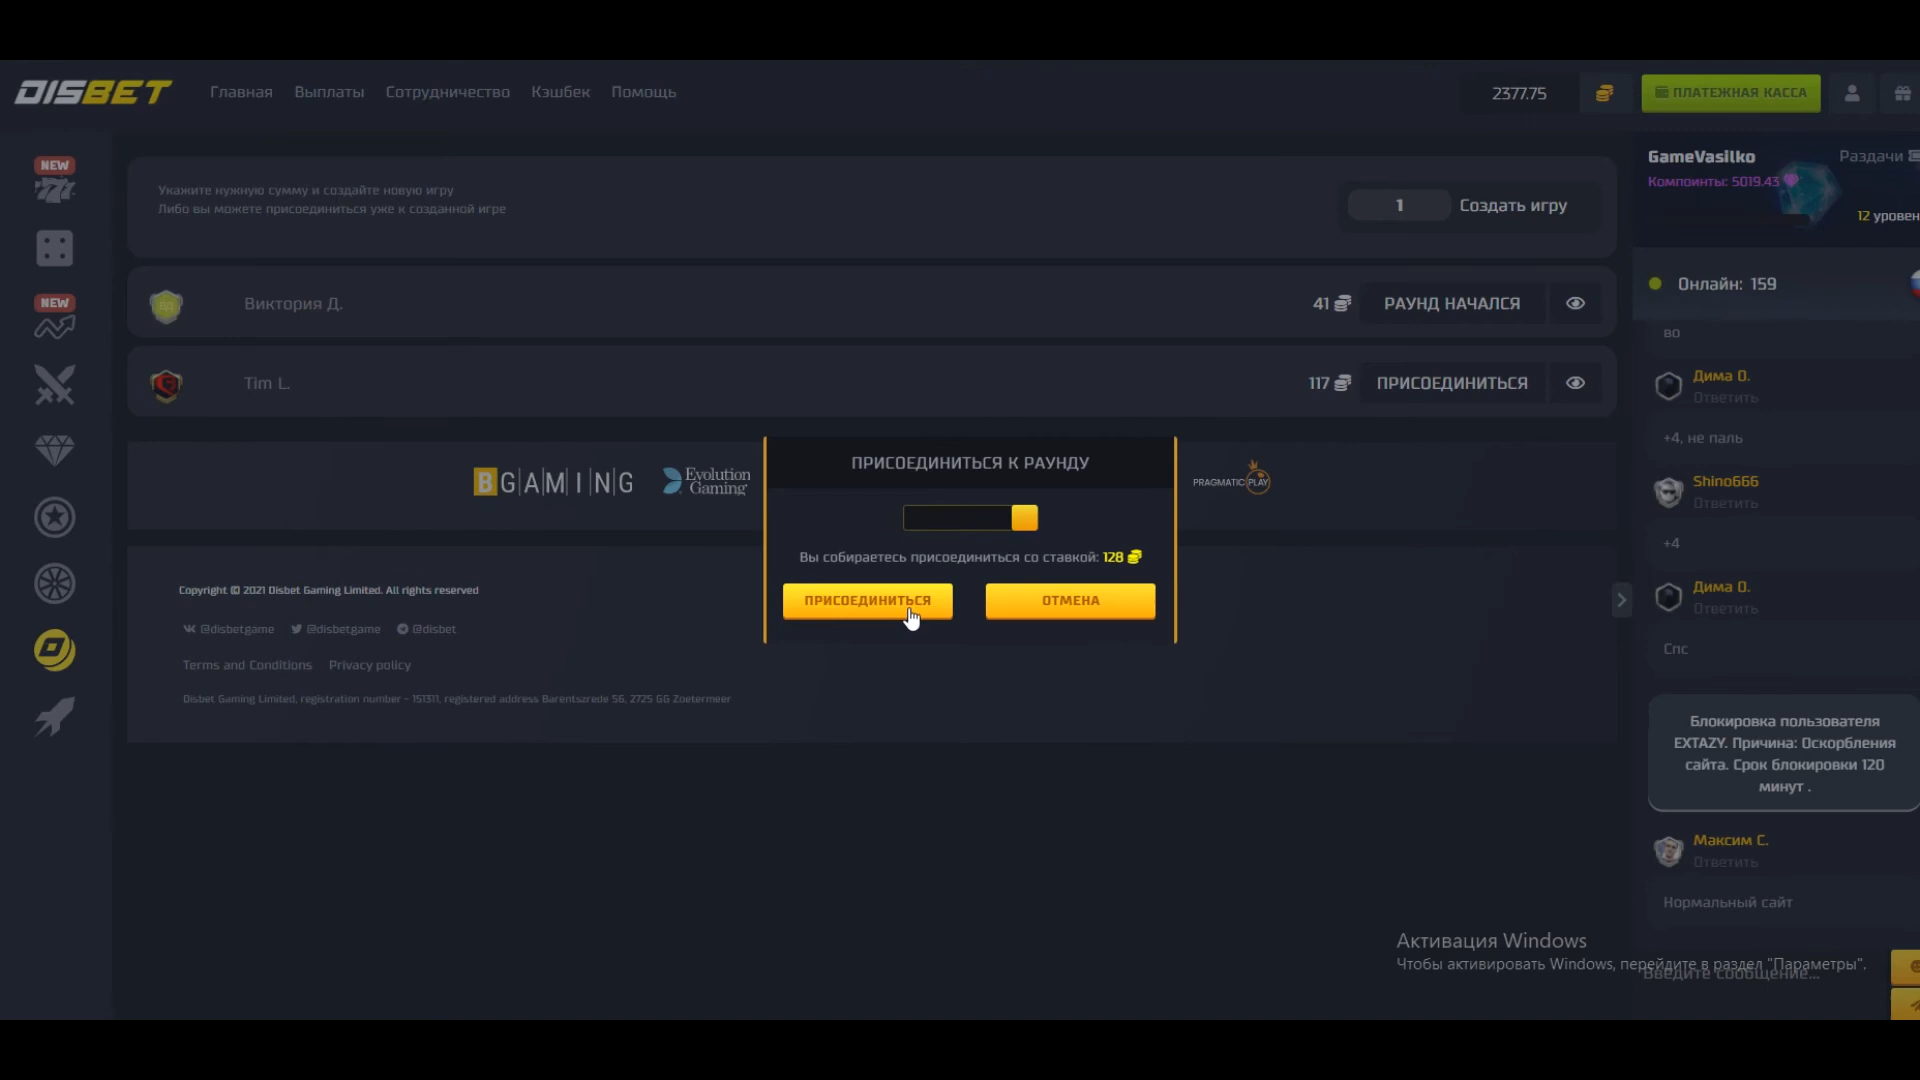 DISBET
Главная
Выплаты
Сотрудничество
Кэшбек
Помощь
2377.75
ПЛАТЕЖНАЯ КАССА
NEW
Укажите нужную сумму и создайте новую игру
Либо вы можете присоединиться уже к созданной игре
1
Создать игру
GameVasilko
Раздачи
Компоинты: 5019.43
12 уровен
Онлайн: 159
NEW
Виктория Д.
41
РАУНД НАЧАЛСЯ
Tim L.
117
ПРИСОЕДИНИТЬСЯ
BGAMING
Evolution
Gaming
PRAGMATIC PLAY
ПРИСОЕДИНИТЬСЯ К РАУНДУ
Вы собираетесь присоединиться со ставкой: 128
ПРИСОЕДИНИТЬСЯ
ОТМЕНА
Copyright © 2021 Disbet Gaming Limited. All rights reserved
@disbetgame
@disbetgame
@disbet
Terms and Conditions
Privacy policy
Disbet Gaming Limited, registration number - 151311, registered address Barentszrede 56, 2725 GG Zoetermeer
во
Дима О.
Ответить
+4, не паль
Shino666
Ответить
+4
Дима О.
Ответить
Спс
Блокировка пользователя
EXTAZY. Причина: Оскорбления
сайта. Срок блокировки 120
минут .
Максим С.
Ответить
Нормальный сайт
Введите сообщение...
Активация Windows
Чтобы активировать Windows, перейдите в раздел "Параметры".